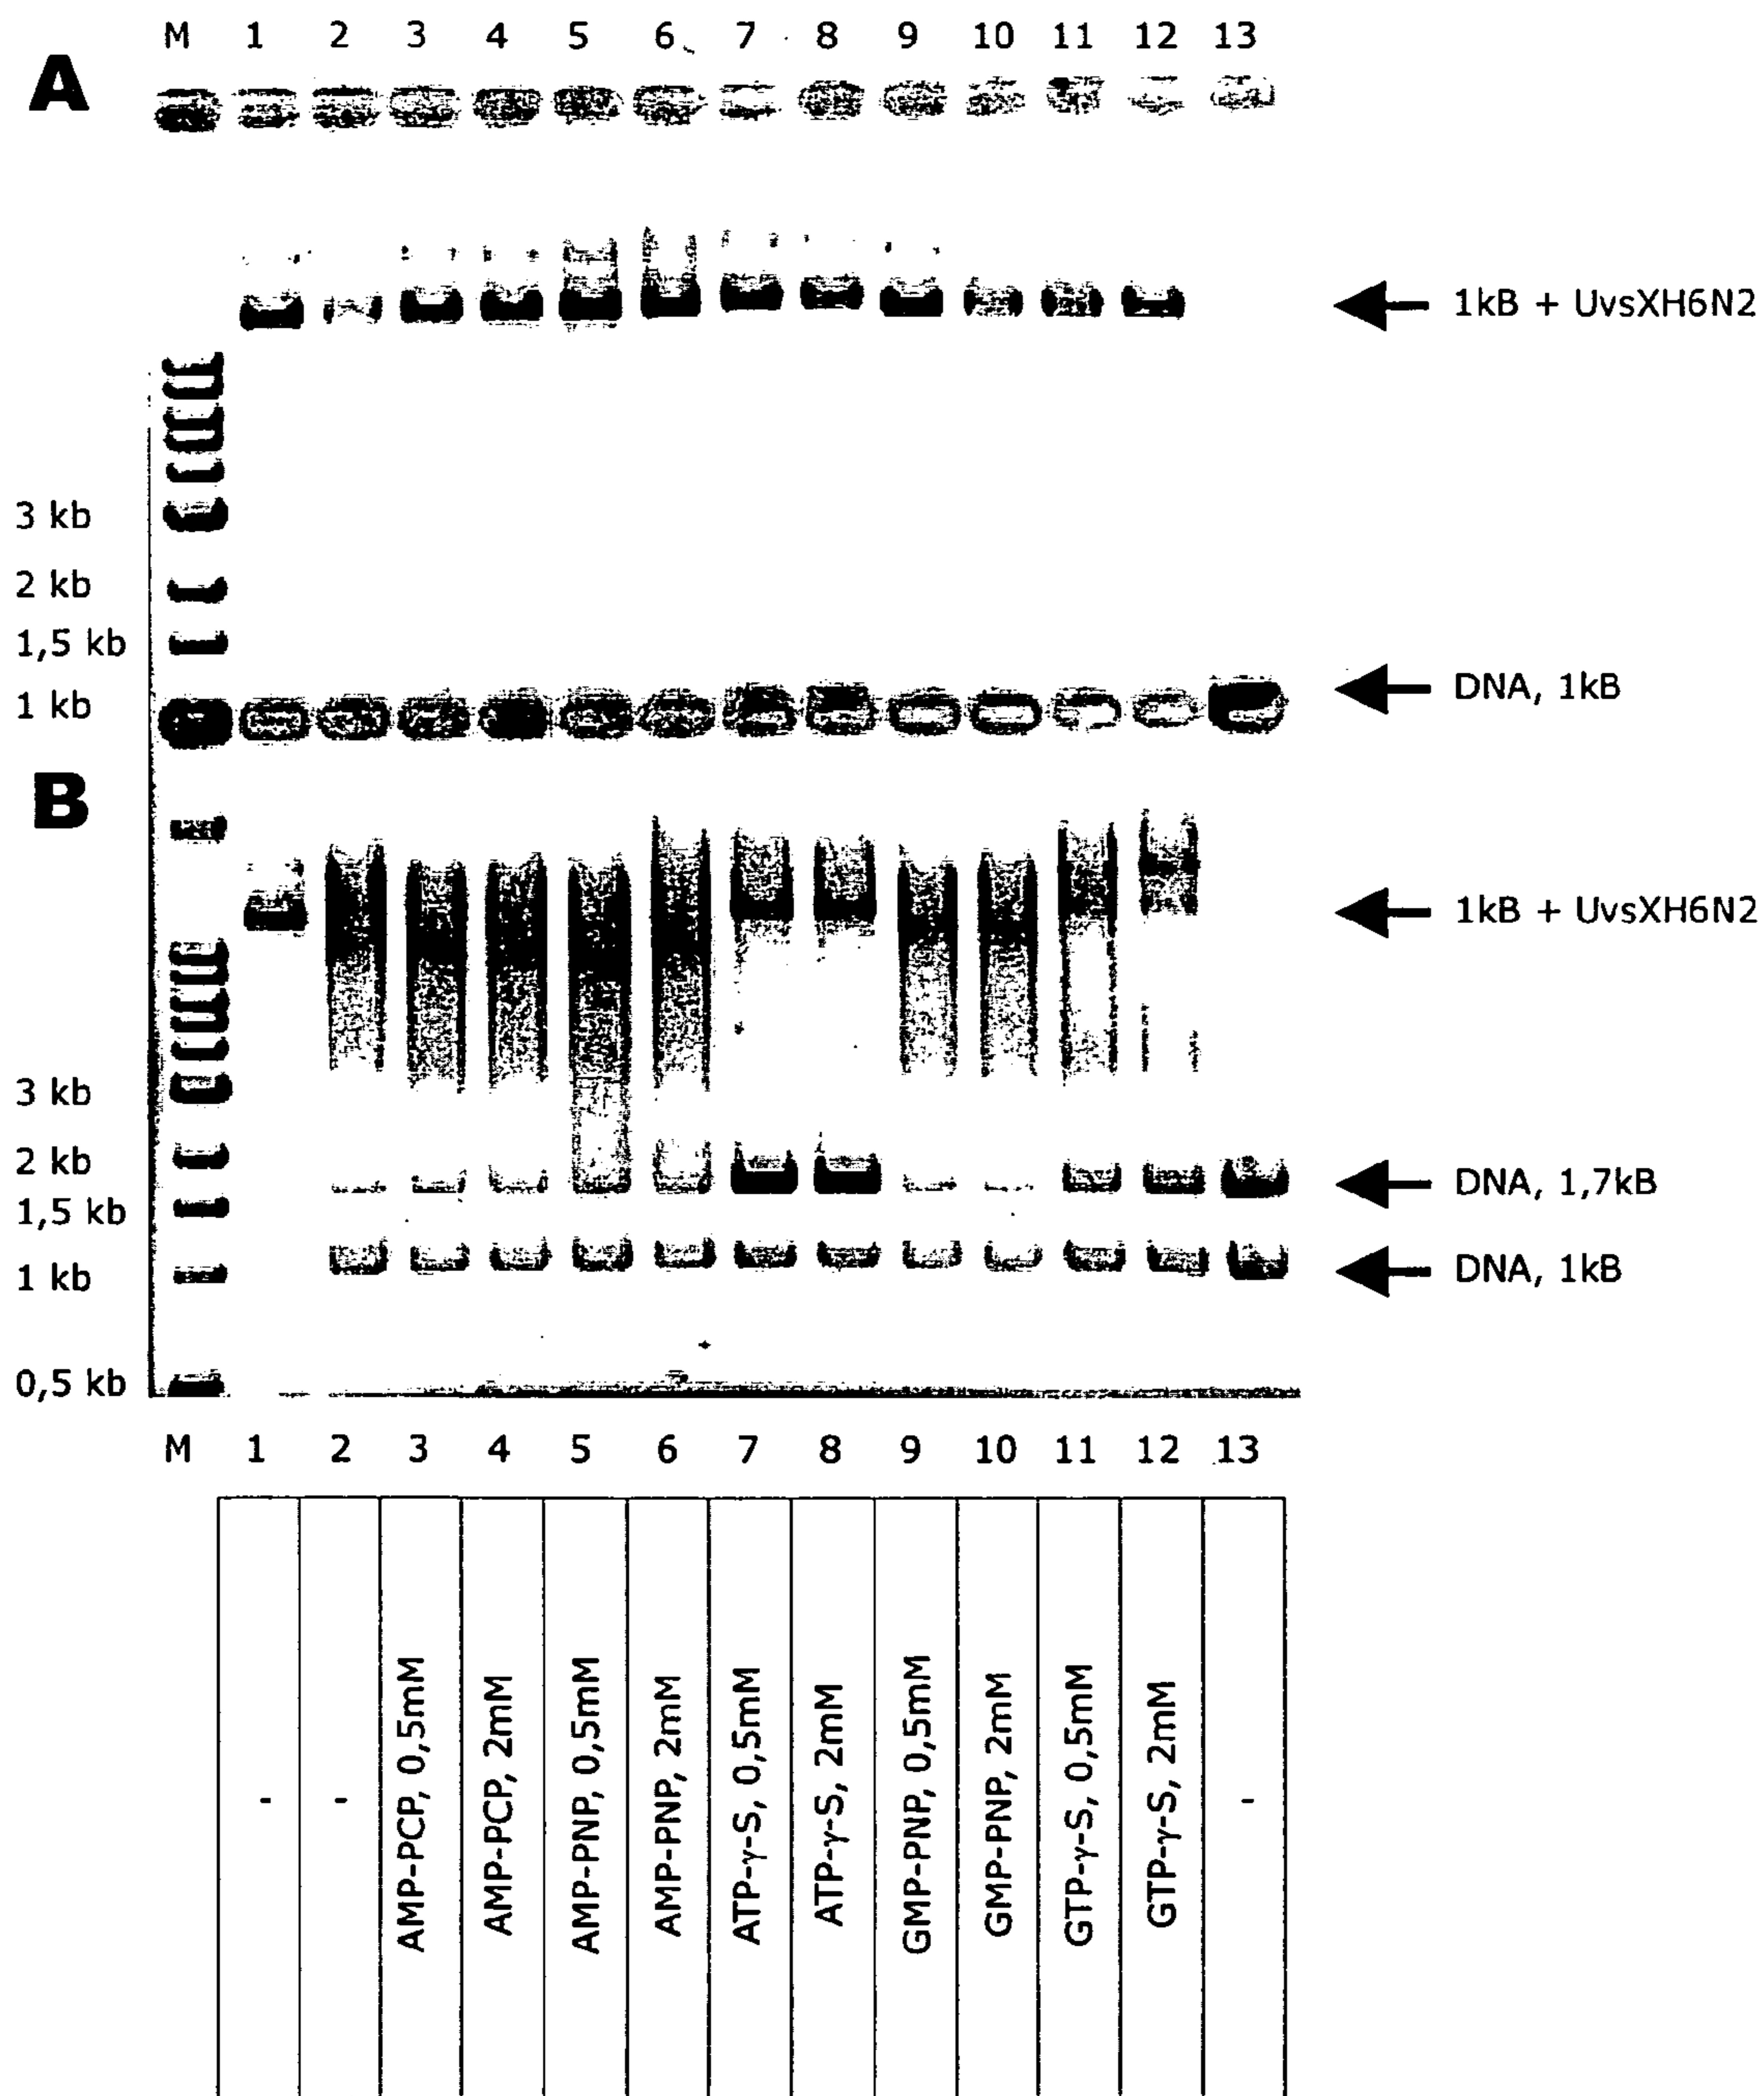 M 1 2 3 4 5 6 7 8 9 10 11 12 13
A
1kB + UvsXH6N2
3 kb
2 kb
1,5 kb
DNA, 1kB
1 kb
B
1kB + UvsXH6N2
3 kb
2 kb
DNA, 1,7kB
1,5 kb
DNA, 1kB
1 kb
0,5 kb
M 1 2 3 4 5 6 7 8 9 10 11 12 13
-
-
AMP-PCP, 0,5mM
AMP-PCP, 2mM
AMP-PNP, 0,5mM
AMP-PNP, 2mM
ATP-γ-S, 0,5mM
ATP-γ-S, 2mM
GMP-PNP, 0,5mM
GMP-PNP, 2mM
GTP-γ-S, 0,5mM
GTP-γ-S, 2mM
-